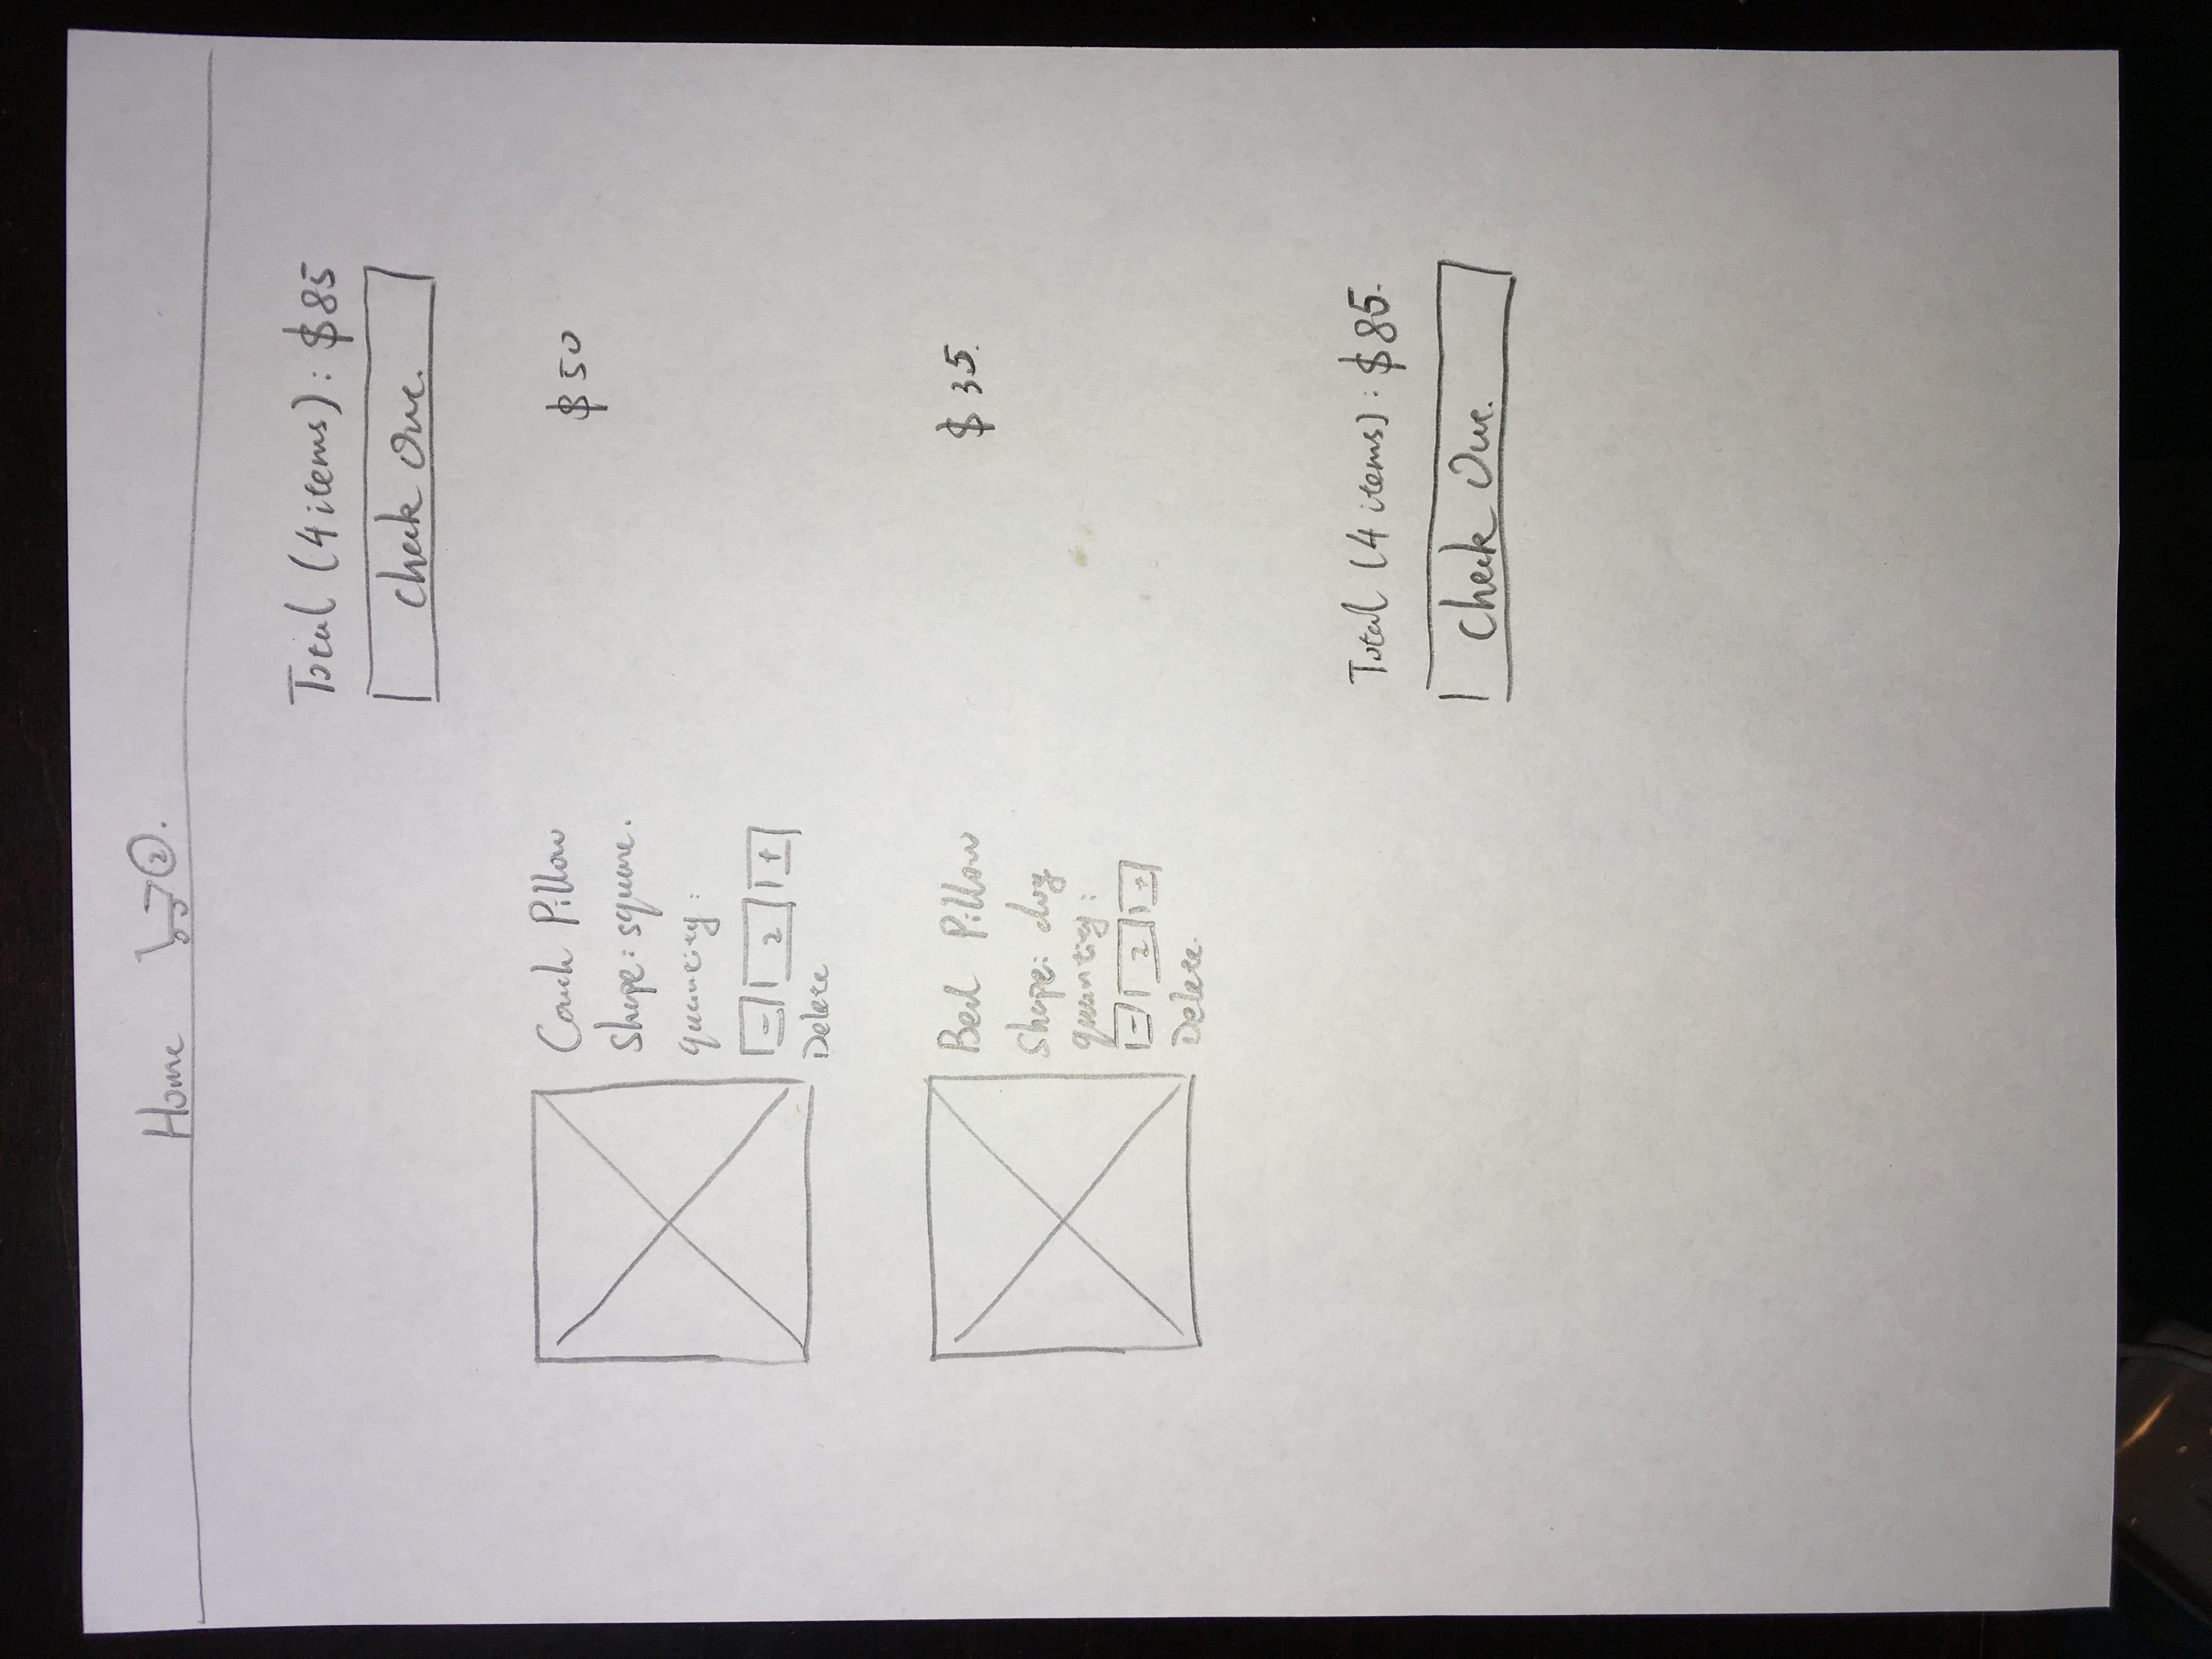 Home 2
Total (4 items): $85
Check Out.
Couch Pillow
$50
Shape: square.
quantity:
- 2 +
Delete
Bed Pillow
$35.
Shape: dog
quantity:
- 2 +
Delete.
Total (4 items): $85.
Check Out.